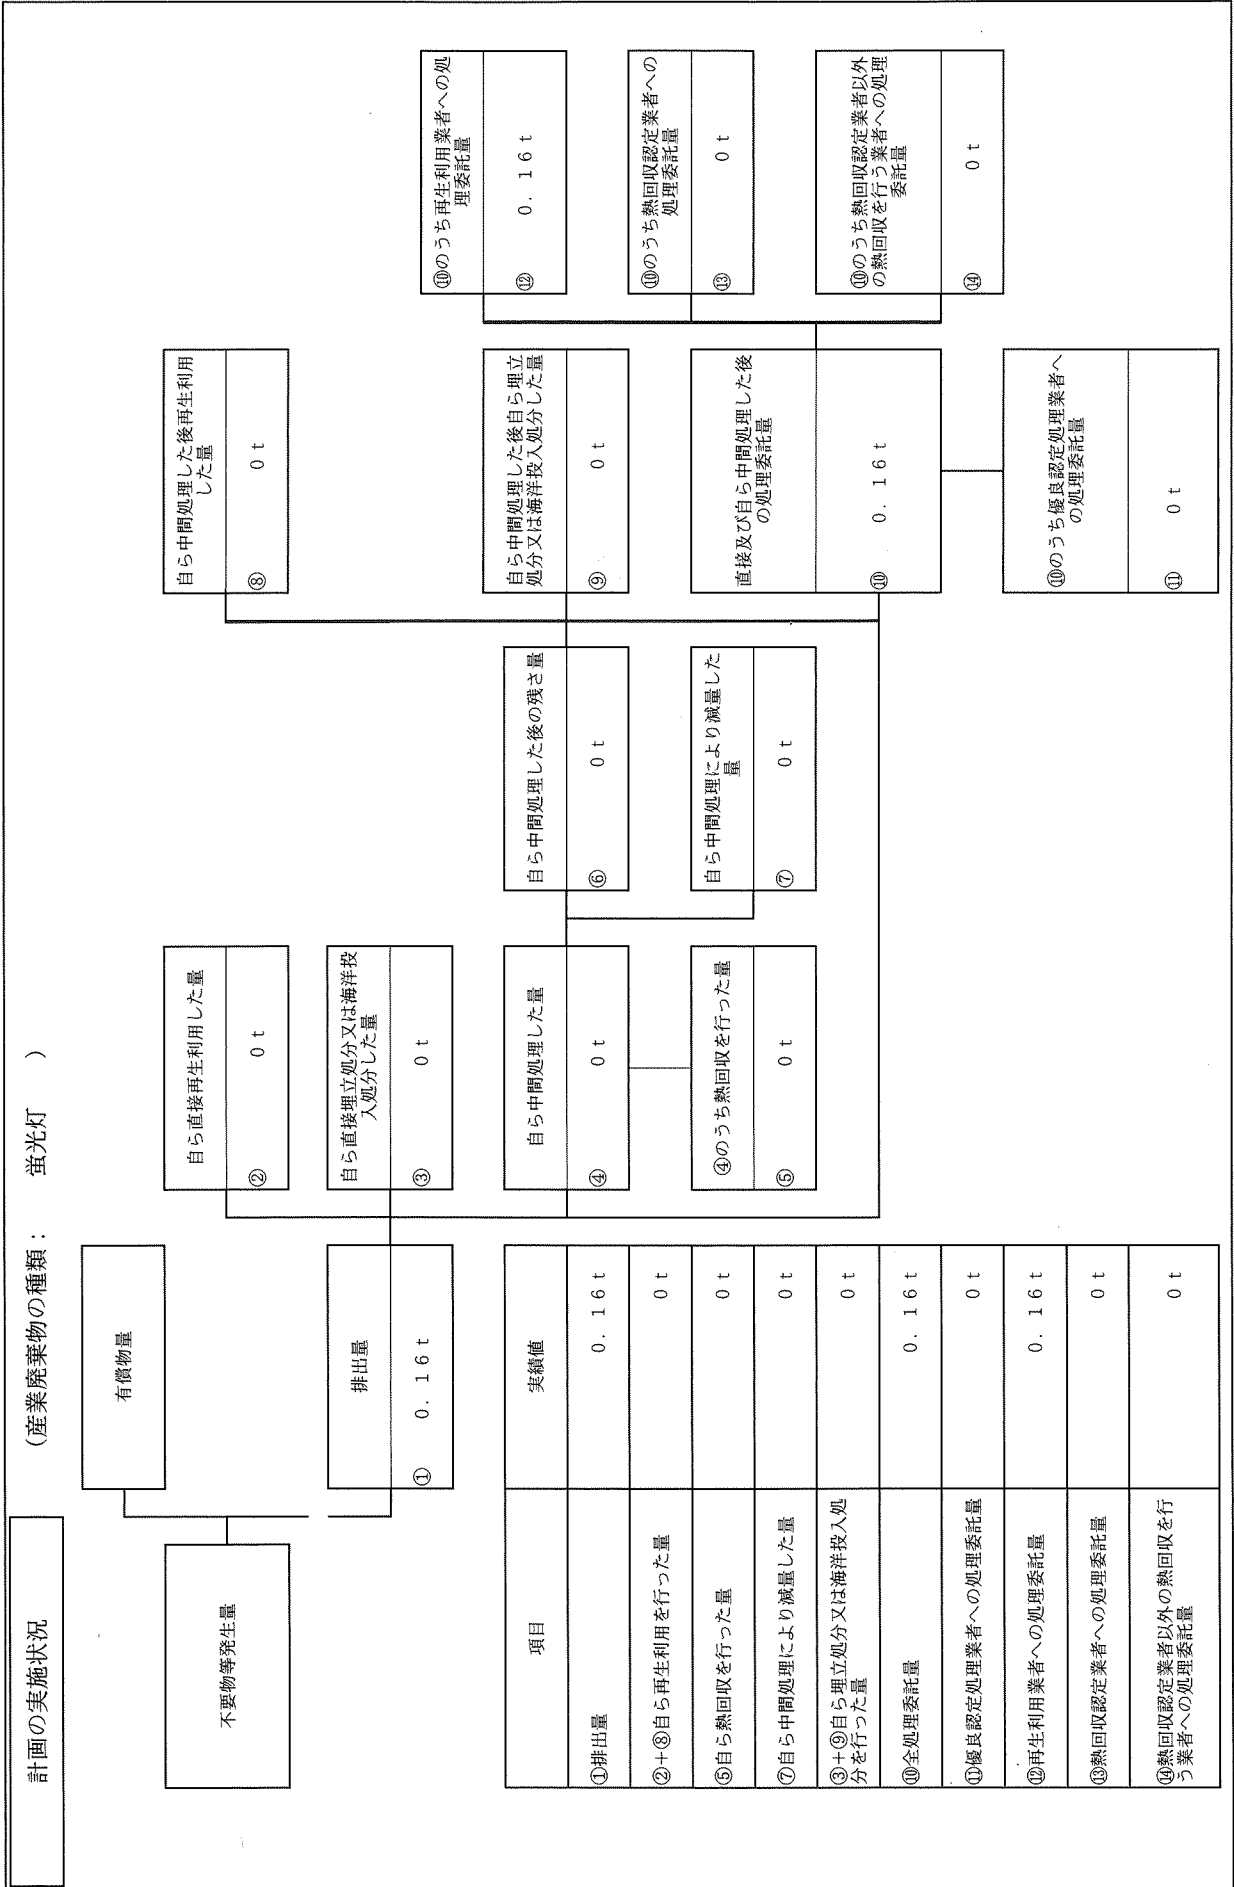 計画の実施状況
（産業廃棄物の種類： 蛍光灯 ）
不要物等発生量
有償物量
排出量
① 0.16t
自ら直接再生利用した量
② 0t
自ら直接埋立処分又は海洋投
入処分した量
③ 0t
自ら中間処理した量
④ 0t
④のうち熱回収を行った量
⑤ 0t
自ら中間処理した後の残さ量
⑥ 0t
自ら中間処理により減量した
量
⑦ 0t
自ら中間処理した後再生利用
した量
⑧ 0t
自ら中間処理した後自ら埋立
処分又は海洋投入処分した量
⑨ 0t
直接及び自ら中間処理した後
の処理委託量
⑩ 0.16t
⑩のうち優良認定処理業者へ
の処理委託量
⑪ 0t
⑩のうち再生利用業者への処
理委託量
⑫ 0.16t
⑩のうち熱回収認定業者への
処理委託量
⑬ 0t
⑩のうち熱回収認定業者以外
の熱回収を行う業者への処理
委託量
⑭ 0t
項目 実績値
①排出量 0.16t
②+⑧自ら再生利用を行った量 0t
⑤自ら熱回収を行った量 0t
⑦自ら中間処理により減量した量 0t
③+⑨自ら埋立処分又は海洋投入処
分を行った量 0t
⑩全処理委託量 0.16t
⑪優良認定処理業者への処理委託量 0t
⑫再生利用業者への処理委託量 0.16t
⑬熱回収認定業者への処理委託量 0t
⑭熱回収認定業者以外の熱回収を行
う業者への処理委託量 0t